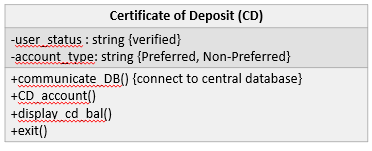 Certificate of Deposit (CD)
-user_status : string {verified}
-account_type: string {Preferred, Non-Preferred}
+communicate_DB() {connect to central database}
+CD_account()
+display_cd_bal()
+exit()